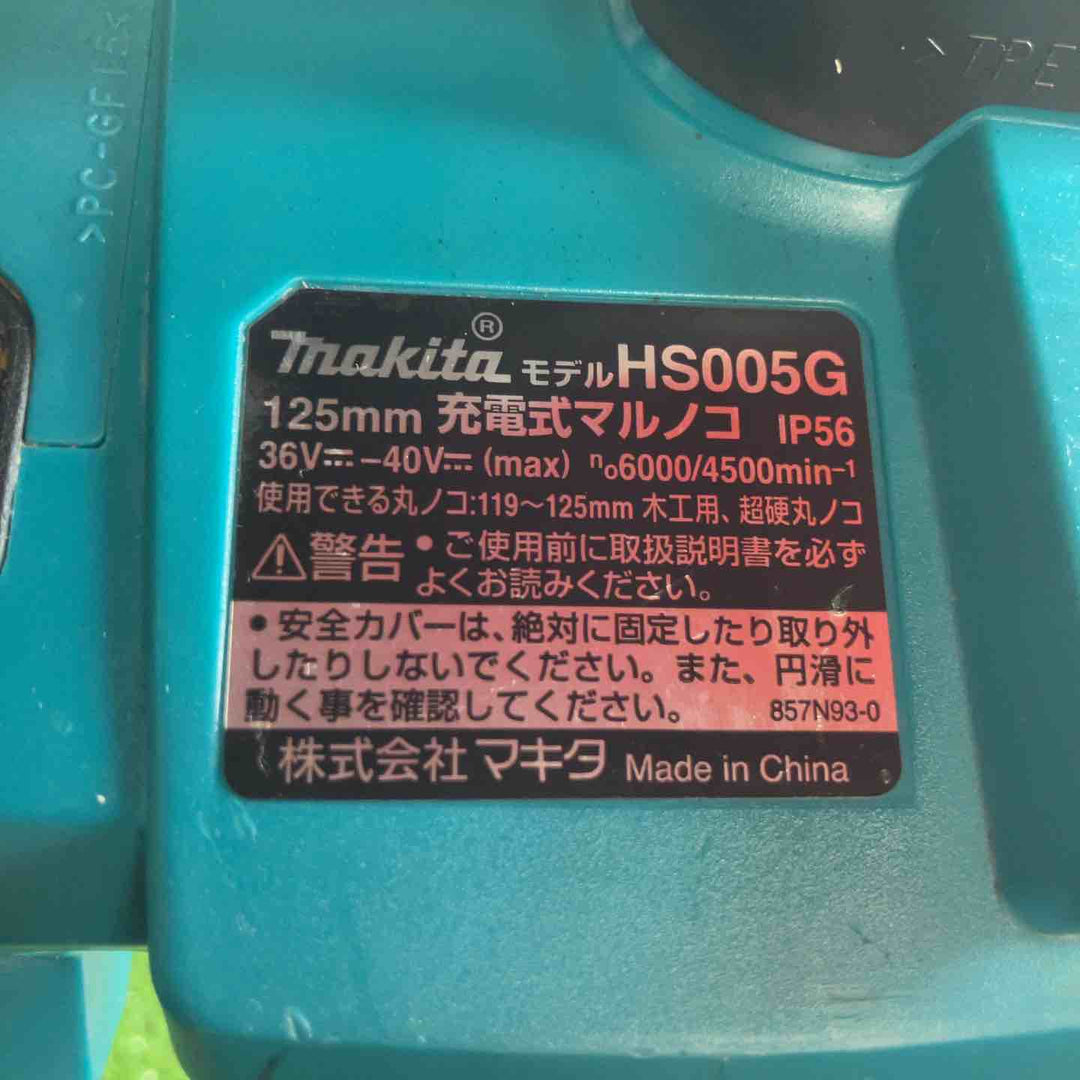 >PC-GF15<
>TPE
makita® モデルHS005G
125mm 充電式マルノコ IP56
36V⎓-40V⎓(max) n₀6000/4500min⁻¹
使用できる丸ノコ:119〜125mm 木工用、超硬丸ノコ
⚠警告 • ご使用前に取扱説明書を必ず
よくお読みください。
• 安全カバーは、絶対に固定したり取り外
したりしないでください。また、円滑に
動く事を確認してください。 857N93-0
株式会社マキタ Made in China